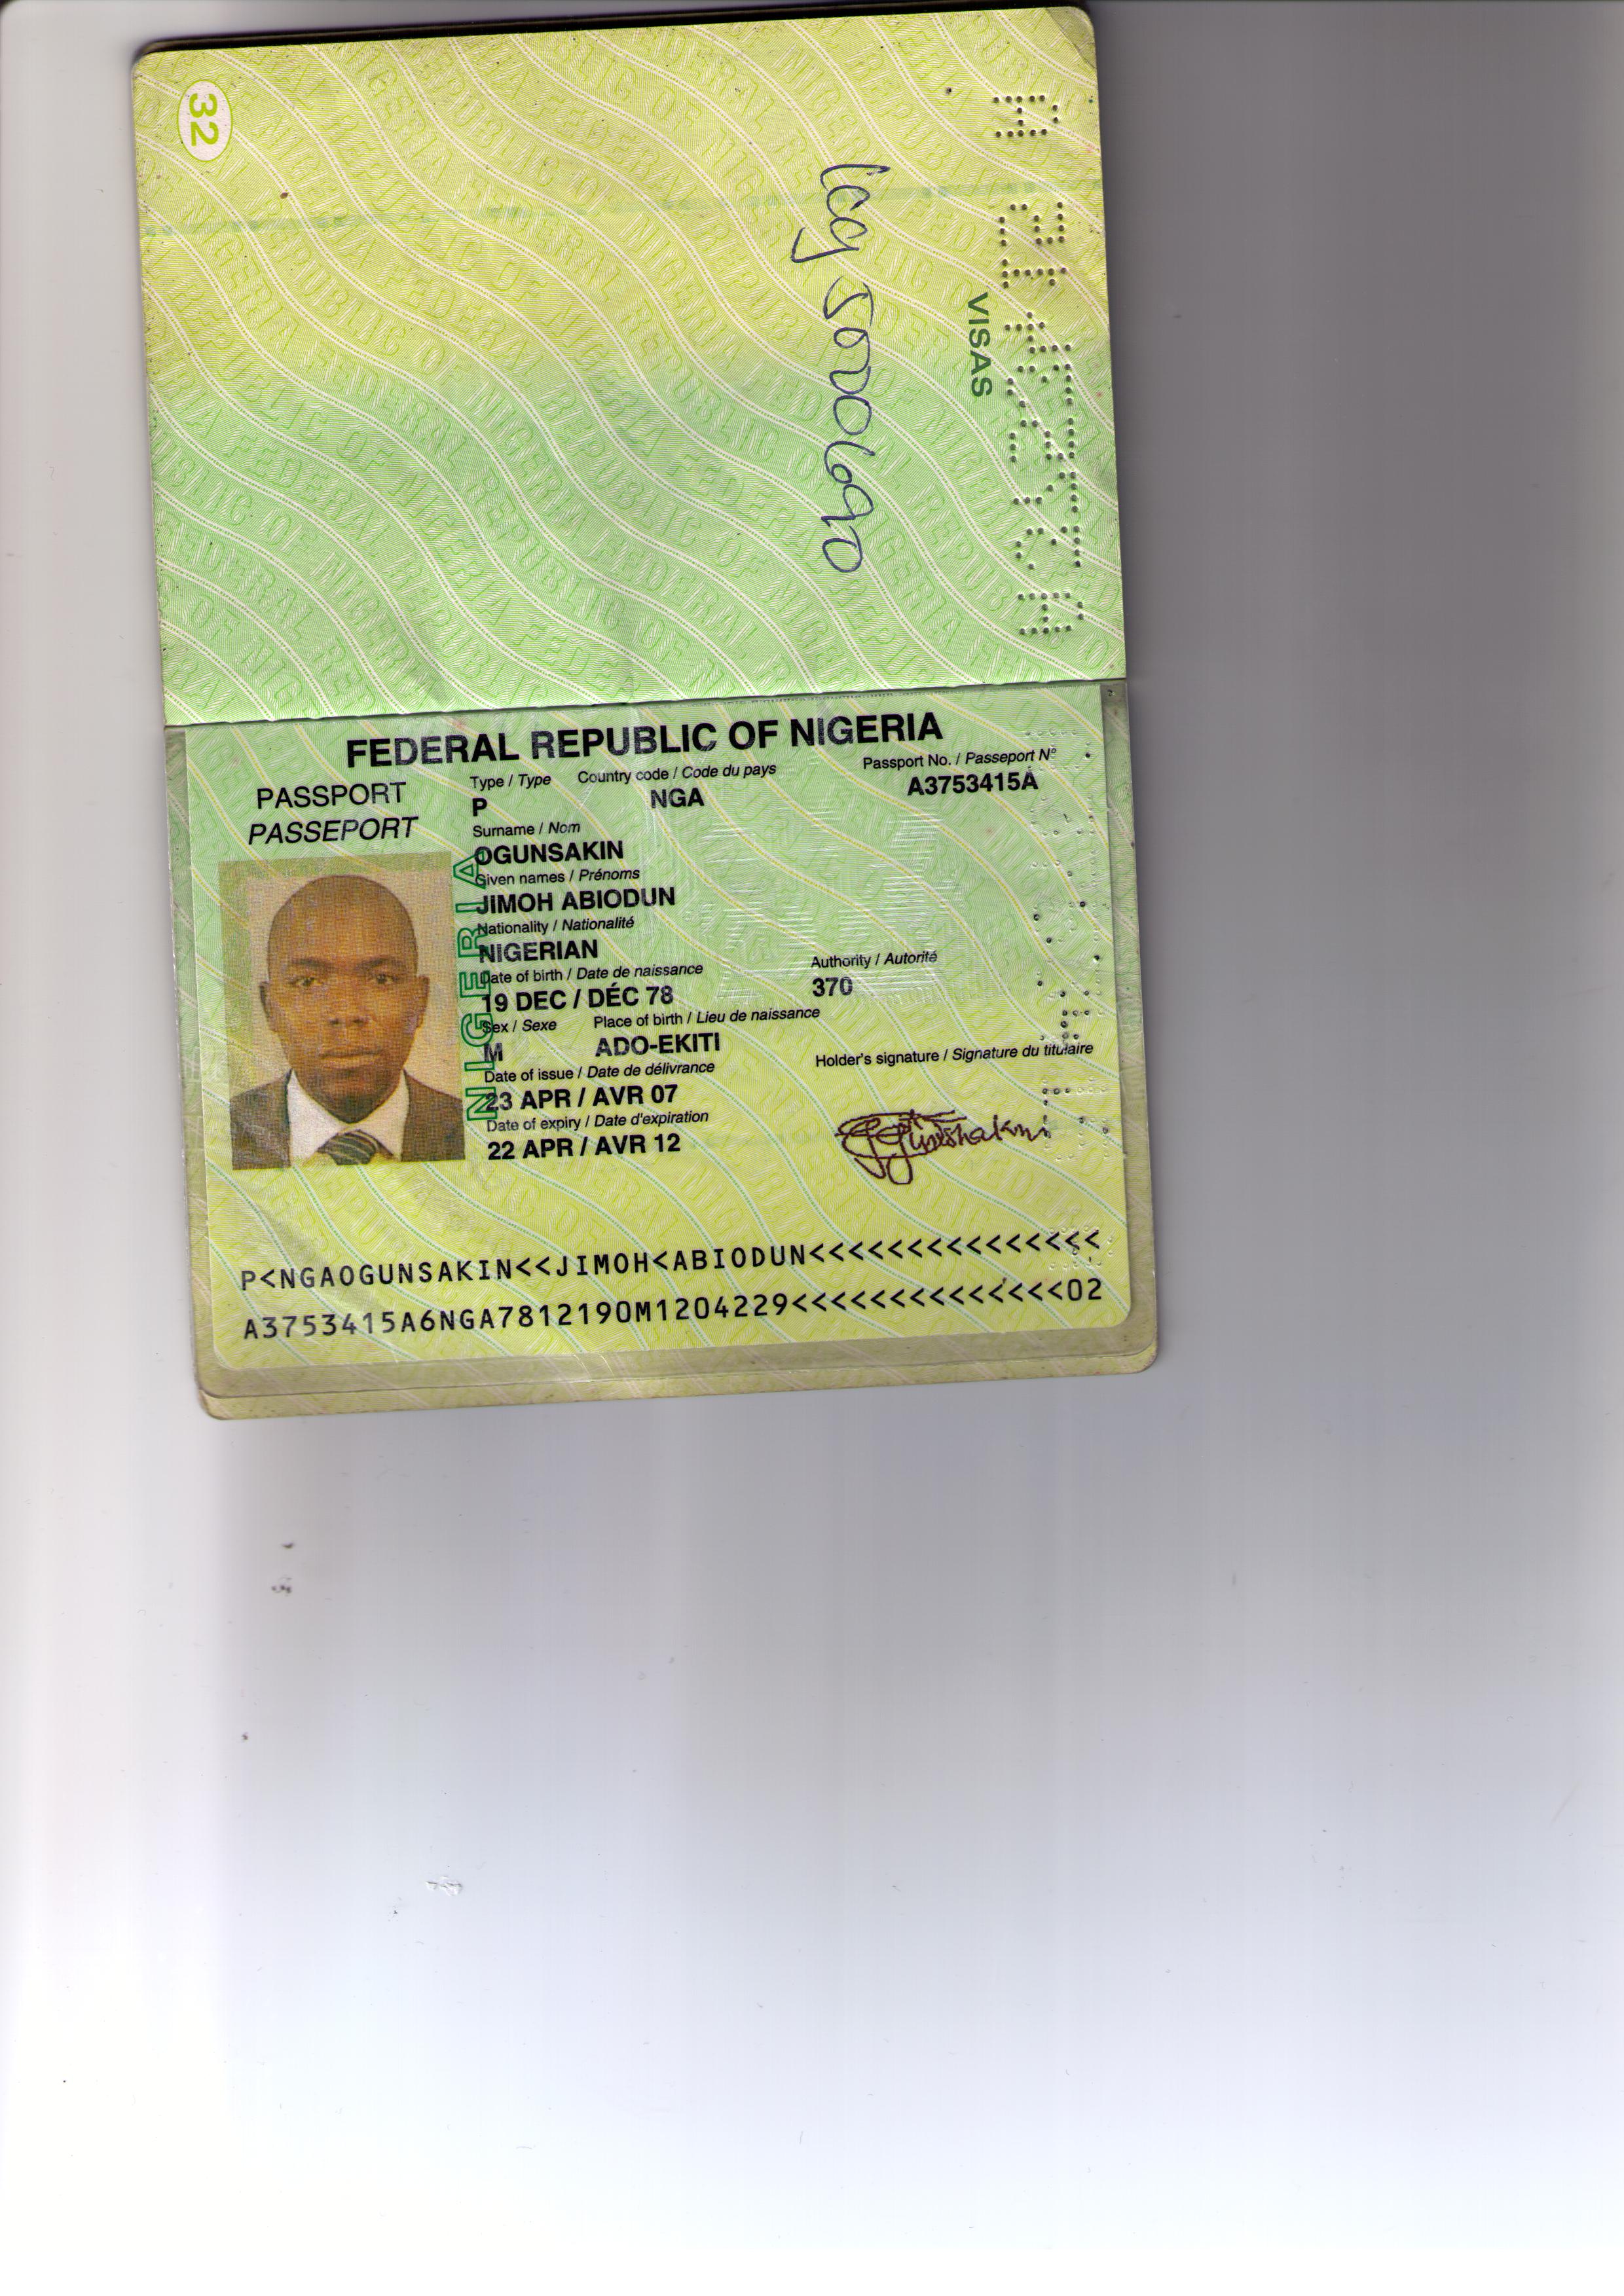 32
VISAS
FEDERAL REPUBLIC OF NIGERIA
PASSPORT
PASSEPORT
Type / Type Country code / Code du pays Passport No. / Passeport N°
P NGA A3753415A
Surname / Nom
OGUNSAKIN
Given names / Prénoms
JIMOH ABIODUN
Nationality / Nationalité
NIGERIAN
Date of birth / Date de naissance Authority / Autorité
19 DEC / DÉC 78 370
Sex / Sexe Place of birth / Lieu de naissance
M ADO-EKITI
Date of issue / Date de délivrance Holder's signature / Signature du titulaire
23 APR / AVR 07
Date of expiry / Date d'expiration
22 APR / AVR 12
NIGERIA
P<NGAOGUNSAKIN<<JIMOH<ABIODUN<<<<<<<<<<<<<<<
A3753415A6NGA7812190M1204229<<<<<<<<<<<<<<02